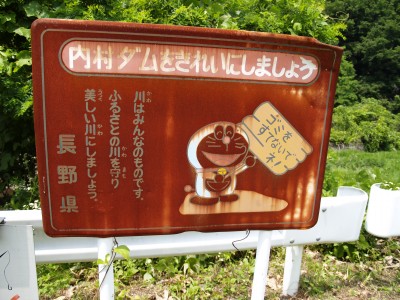 内村ダムをきれいにしましょう
川はみんなのものです、
ふるさとの川を守り
美しい川にしましょう。
長野県
ゴミを
すてないで
ネ!